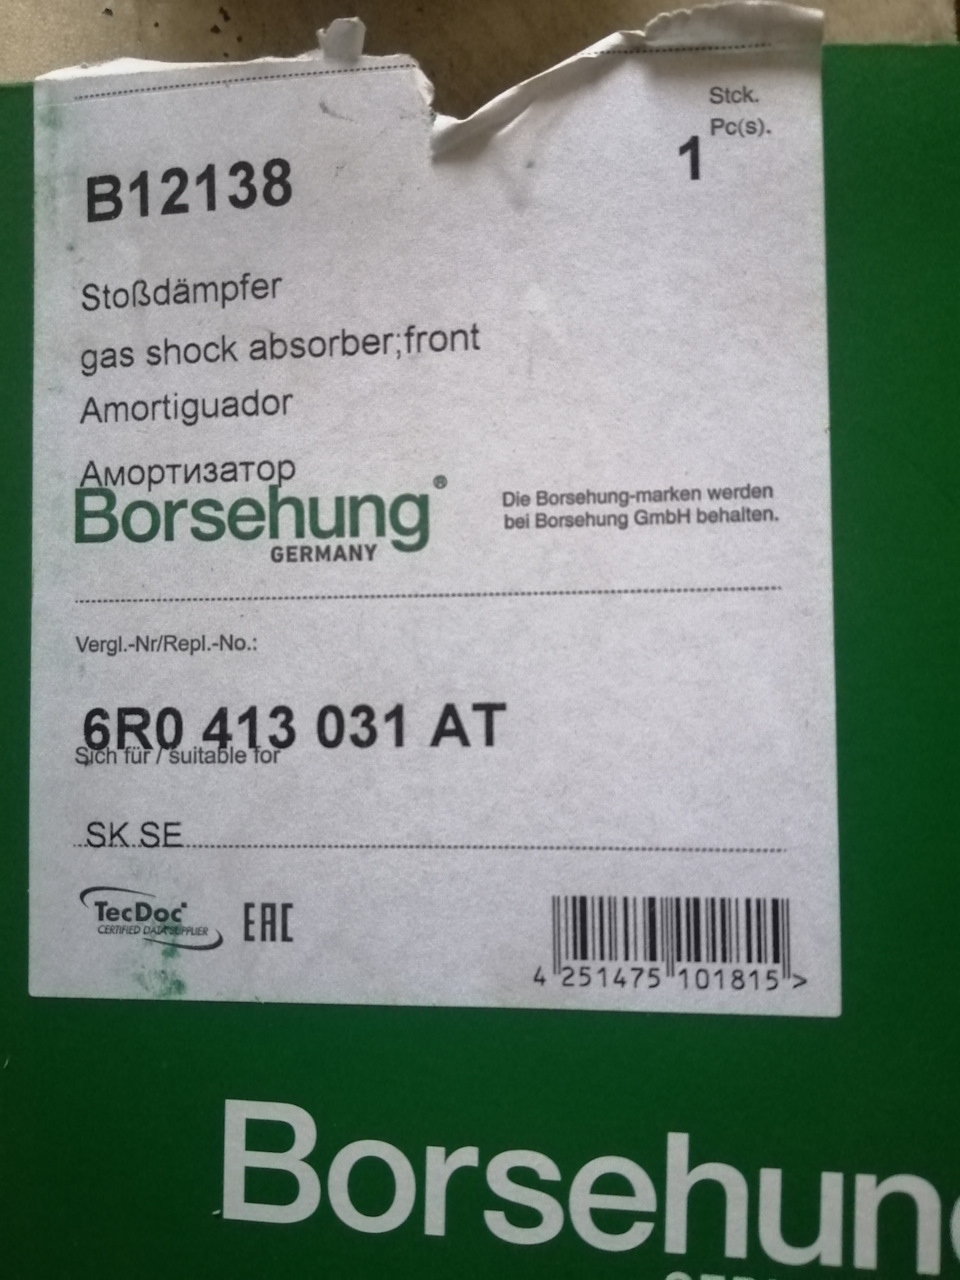 Stck.
Pc(s).
1
B12138
Stoßdämpfer
gas shock absorber;front
Amortiguador
Амортизатор
Borsehung®
GERMANY
Die Borsehung-marken werden
bei Borsehung GmbH behalten.
Vergl.-Nr/Repl.-No.:
6R0 413 031 AT
Sich für / suitable for
SK.SE
TecDoc
CERTIFIED DATA SUPPLIER
EAC
4 251475 101815 >
Borsehung